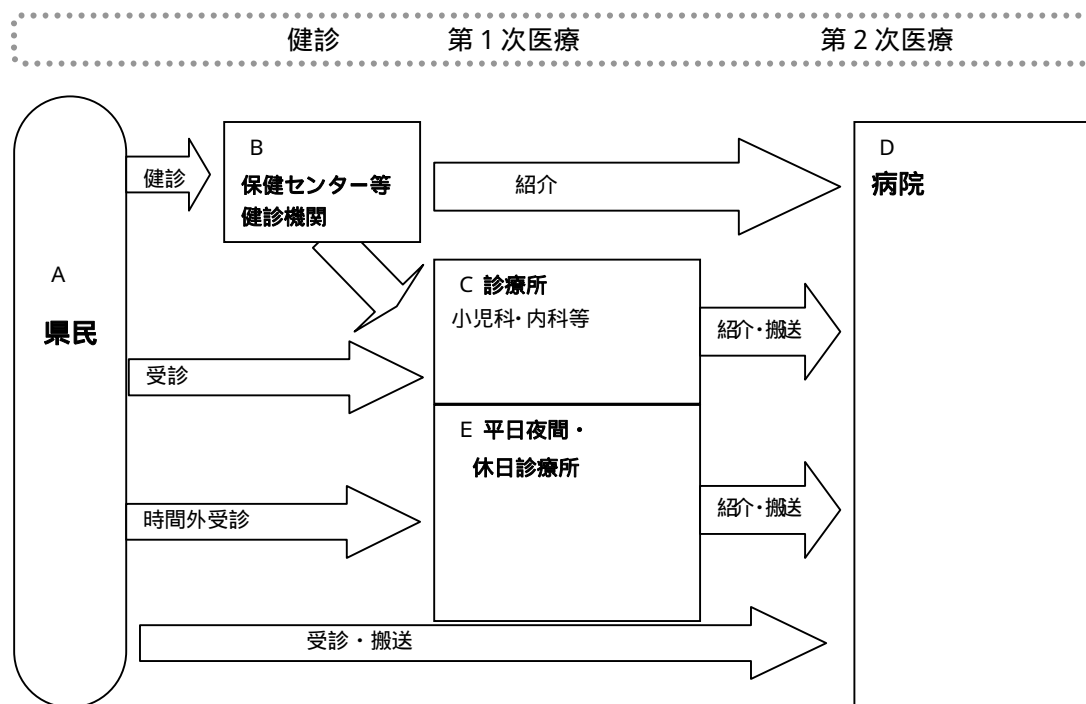 健診 第1次医療 第2次医療
健診
B
保健センター等
健診機関
紹介
D
病院
A
県民
C 診療所
小児科・内科等
紹介・搬送
受診
E 平日夜間・
休日診療所
時間外受診
紹介・搬送
受診・搬送